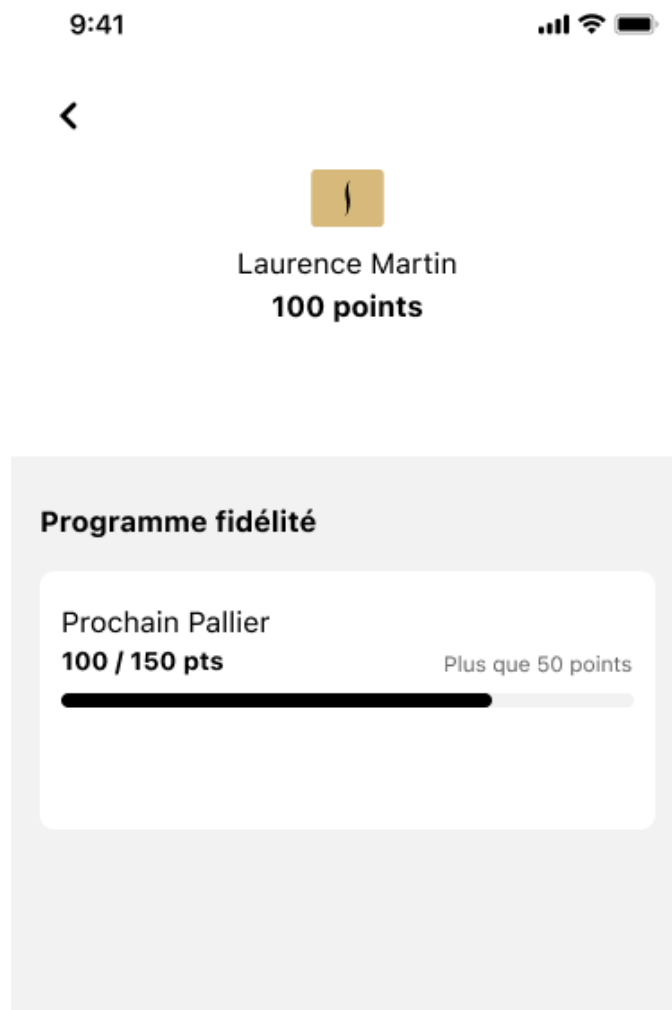 9:41
Laurence Martin
100 points
Programme fidélité
Prochain Pallier
100 / 150 pts
Plus que 50 points